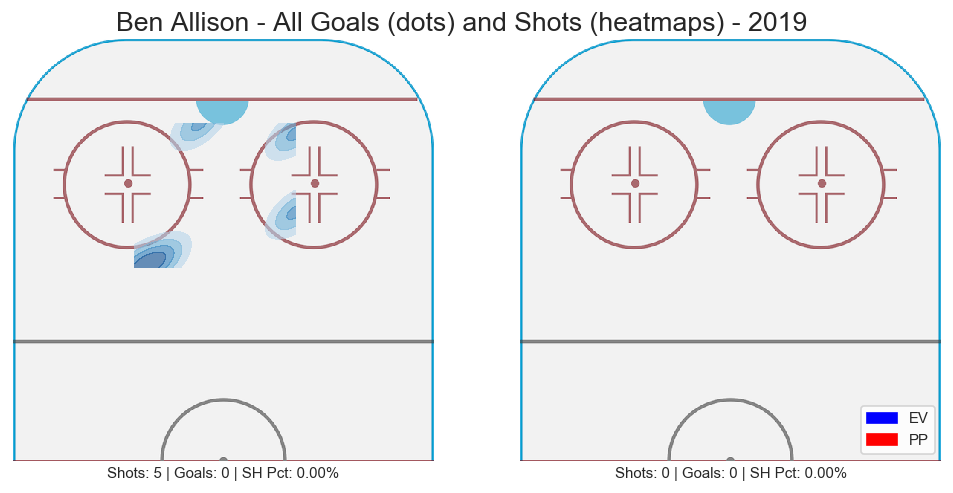 Ben Allison - All Goals (dots) and Shots (heatmaps) - 2019
EV
PP
Shots: 5 | Goals: 0 | SH Pct: 0.00%
Shots: 0 | Goals: 0 | SH Pct: 0.00%